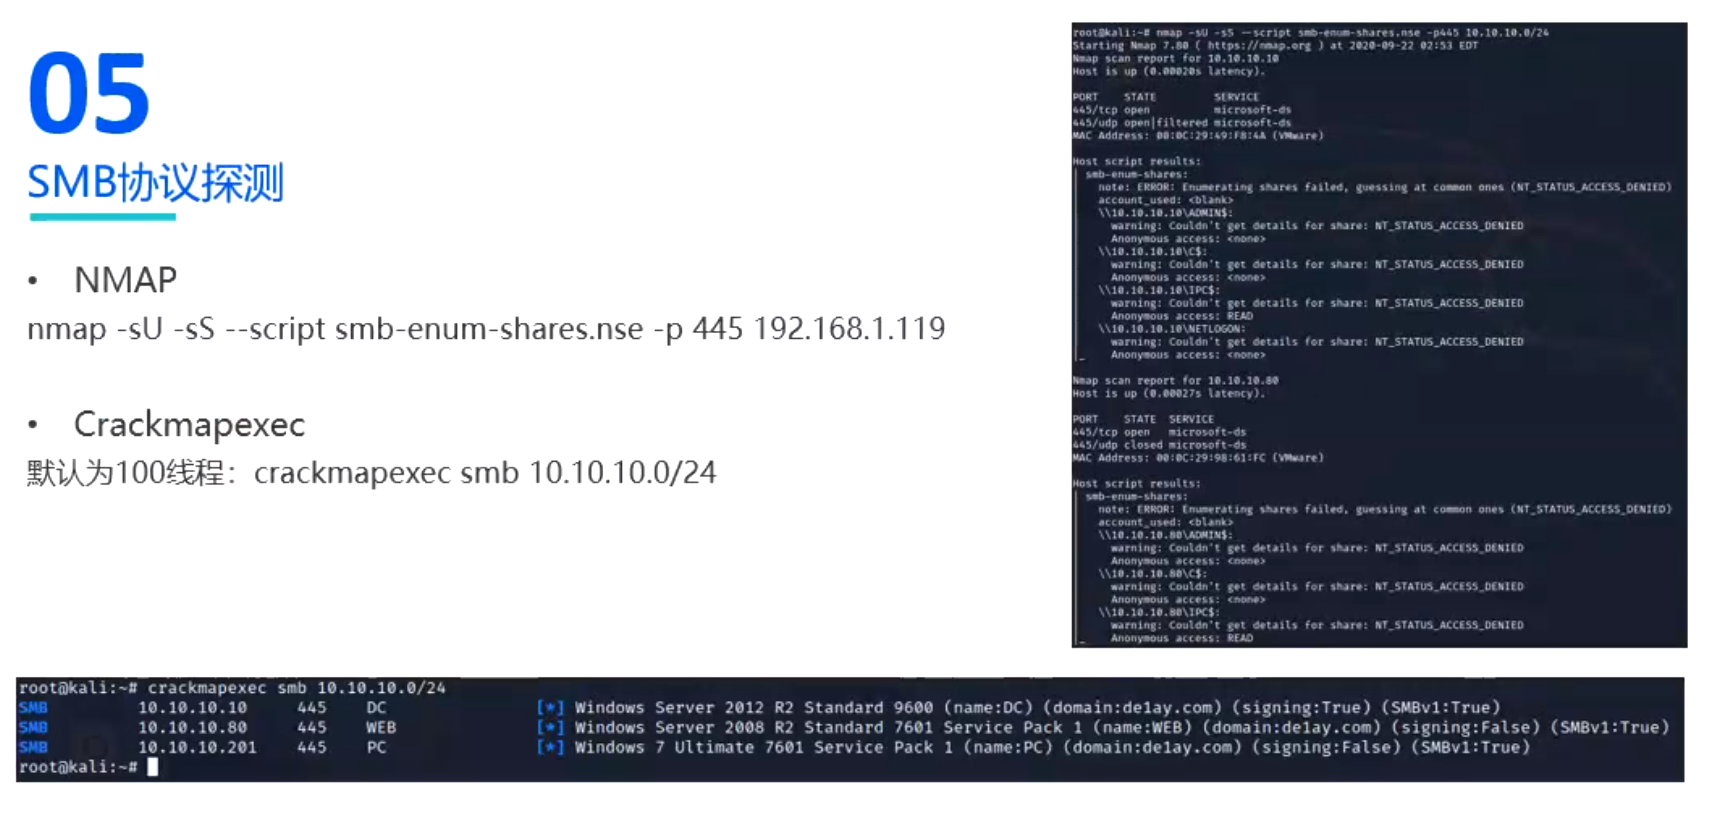 05
SMB协议探测
• NMAP
nmap -sU -sS --script smb-enum-shares.nse -p 445 192.168.1.119
• Crackmapexec
默认为100线程：crackmapexec smb 10.10.10.0/24
root@kali:~# nmap -sU -sS --script smb-enum-shares.nse -p445 10.10.10.0/24
Starting Nmap 7.80 ( https://nmap.org ) at 2020-09-22 02:53 EDT
Nmap scan report for 10.10.10.10
Host is up (0.00020s latency).
PORT    STATE         SERVICE
445/tcp open          microsoft-ds
445/udp open|filtered microsoft-ds
MAC Address: 00:0C:29:49:F8:4A (VMware)
Host script results:
| smb-enum-shares:
|   note: ERROR: Enumerating shares failed, guessing at common ones (NT_STATUS_ACCESS_DENIED)
|   account_used: <blank>
|   \\10.10.10.10\ADMIN$:
|     warning: Couldn't get details for share: NT_STATUS_ACCESS_DENIED
|     Anonymous access: <none>
|   \\10.10.10.10\C$:
|     warning: Couldn't get details for share: NT_STATUS_ACCESS_DENIED
|     Anonymous access: <none>
|   \\10.10.10.10\IPC$:
|     warning: Couldn't get details for share: NT_STATUS_ACCESS_DENIED
|     Anonymous access: READ
|   \\10.10.10.10\NETLOGON:
|     warning: Couldn't get details for share: NT_STATUS_ACCESS_DENIED
|_    Anonymous access: <none>
Nmap scan report for 10.10.10.80
Host is up (0.00027s latency).
PORT    STATE  SERVICE
445/tcp open   microsoft-ds
445/udp closed microsoft-ds
MAC Address: 00:0C:29:98:61:FC (VMware)
Host script results:
| smb-enum-shares:
|   note: ERROR: Enumerating shares failed, guessing at common ones (NT_STATUS_ACCESS_DENIED)
|   account_used: <blank>
|   \\10.10.10.80\ADMIN$:
|     warning: Couldn't get details for share: NT_STATUS_ACCESS_DENIED
|     Anonymous access: <none>
|   \\10.10.10.80\C$:
|     warning: Couldn't get details for share: NT_STATUS_ACCESS_DENIED
|     Anonymous access: <none>
|   \\10.10.10.80\IPC$:
|     warning: Couldn't get details for share: NT_STATUS_ACCESS_DENIED
|_    Anonymous access: READ
root@kali:~# crackmapexec smb 10.10.10.0/24
SMB 10.10.10.10 445 DC [*] Windows Server 2012 R2 Standard 9600 (name:DC) (domain:de1ay.com) (signing:True) (SMBv1:True)
SMB 10.10.10.80 445 WEB [*] Windows Server 2008 R2 Standard 7601 Service Pack 1 (name:WEB) (domain:de1ay.com) (signing:False) (SMBv1:True)
SMB 10.10.10.201 445 PC [*] Windows 7 Ultimate 7601 Service Pack 1 (name:PC) (domain:de1ay.com) (signing:False) (SMBv1:True)
root@kali:~#